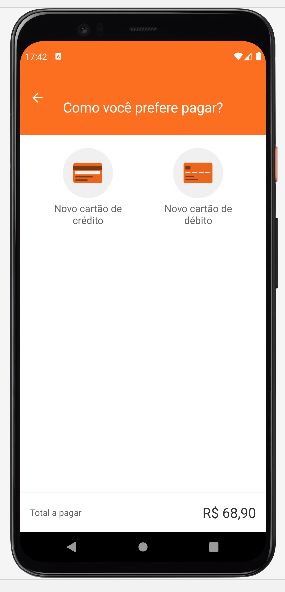 17:42
Como você prefere pagar?
Novo cartão de
crédito
Novo cartão de
débito
Total a pagar
R$ 68,90